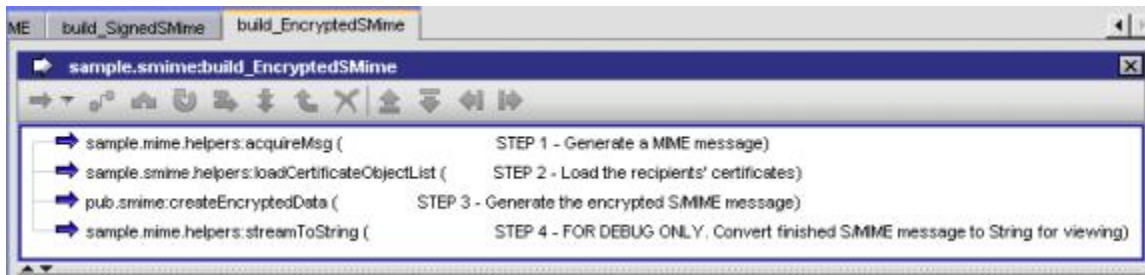 ME build_SignedSMime build_EncryptedSMime
sample.smime:build_EncryptedSMime
sample.mime.helpers:acquireMsg ( STEP 1 - Generate a MIME message)
sample.smime.helpers:loadCertificateObjectList ( STEP 2 - Load the recipients' certificates)
pub.smime:createEncryptedData ( STEP 3 - Generate the encrypted S/MIME message)
sample.mime.helpers:streamToString ( STEP 4 - FOR DEBUG ONLY. Convert finished S/MIME message to String for viewing)